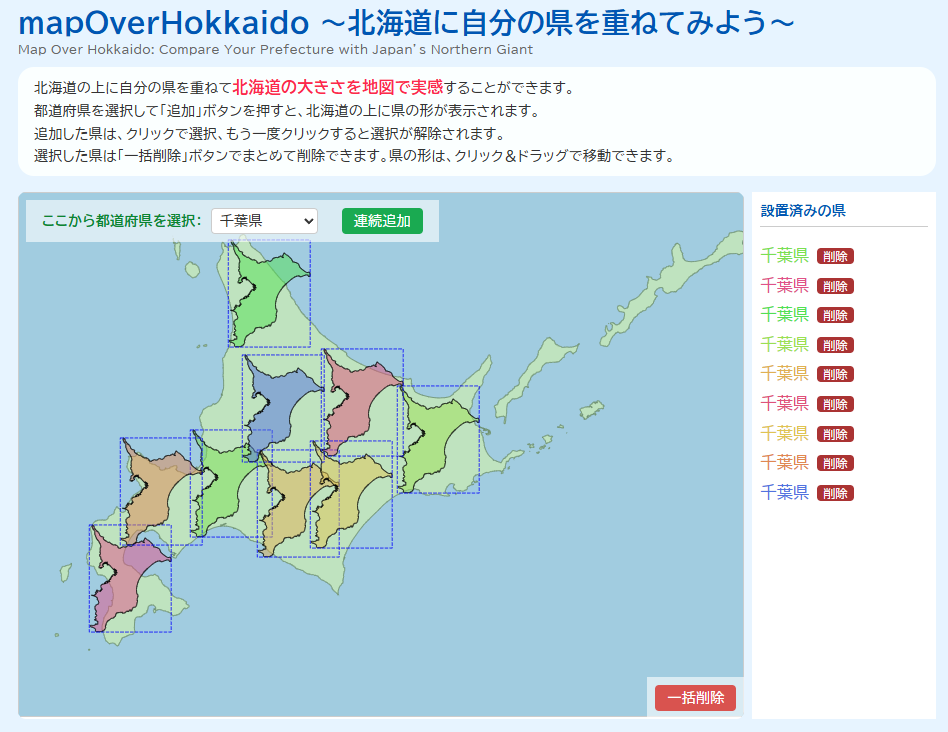 mapOverHokkaido ～北海道に自分の県を重ねてみよう～
Map Over Hokkaido: Compare Your Prefecture with Japan's Northern Giant
北海道の上に自分の県を重ねて北海道の大きさを地図で実感することができます。
都道府県を選択して「追加」ボタンを押すと、北海道の上に県の形が表示されます。
追加した県は、クリックで選択、もう一度クリックすると選択が解除されます。
選択した県は「一括削除」ボタンでまとめて削除できます。県の形は、クリック＆ドラッグで移動できます。
ここから都道府県を選択： 千葉県 連続追加
設置済みの県
千葉県 削除
千葉県 削除
千葉県 削除
千葉県 削除
千葉県 削除
千葉県 削除
千葉県 削除
千葉県 削除
千葉県 削除
一括削除